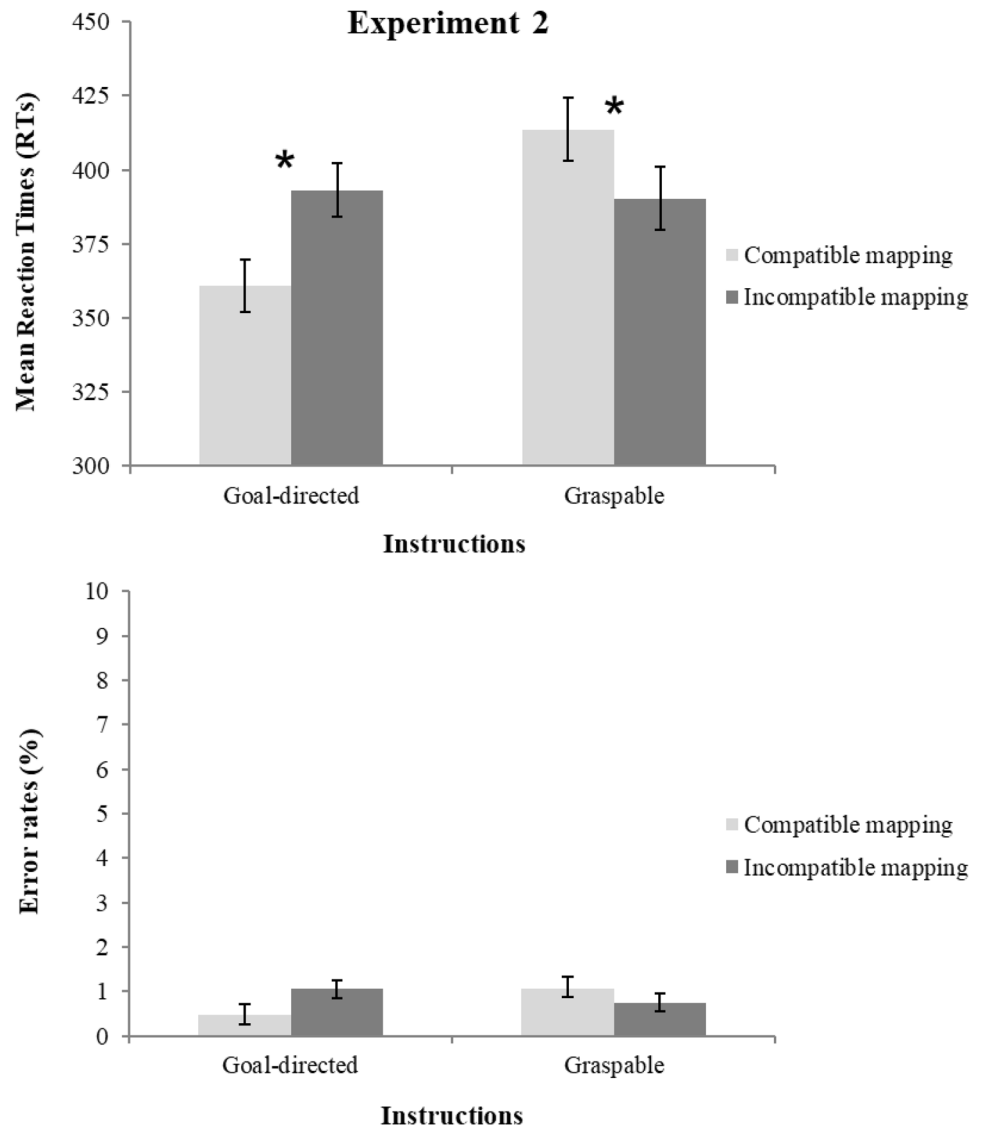 Experiment 2
Mean Reaction Times (RTs)
450
425
400
375
350
325
300
*
*
Goal-directed
Graspable
Instructions
Compatible mapping
Incompatible mapping
Error rates (%)
10
9
8
7
6
5
4
3
2
1
0
Goal-directed
Graspable
Instructions
Compatible mapping
Incompatible mapping